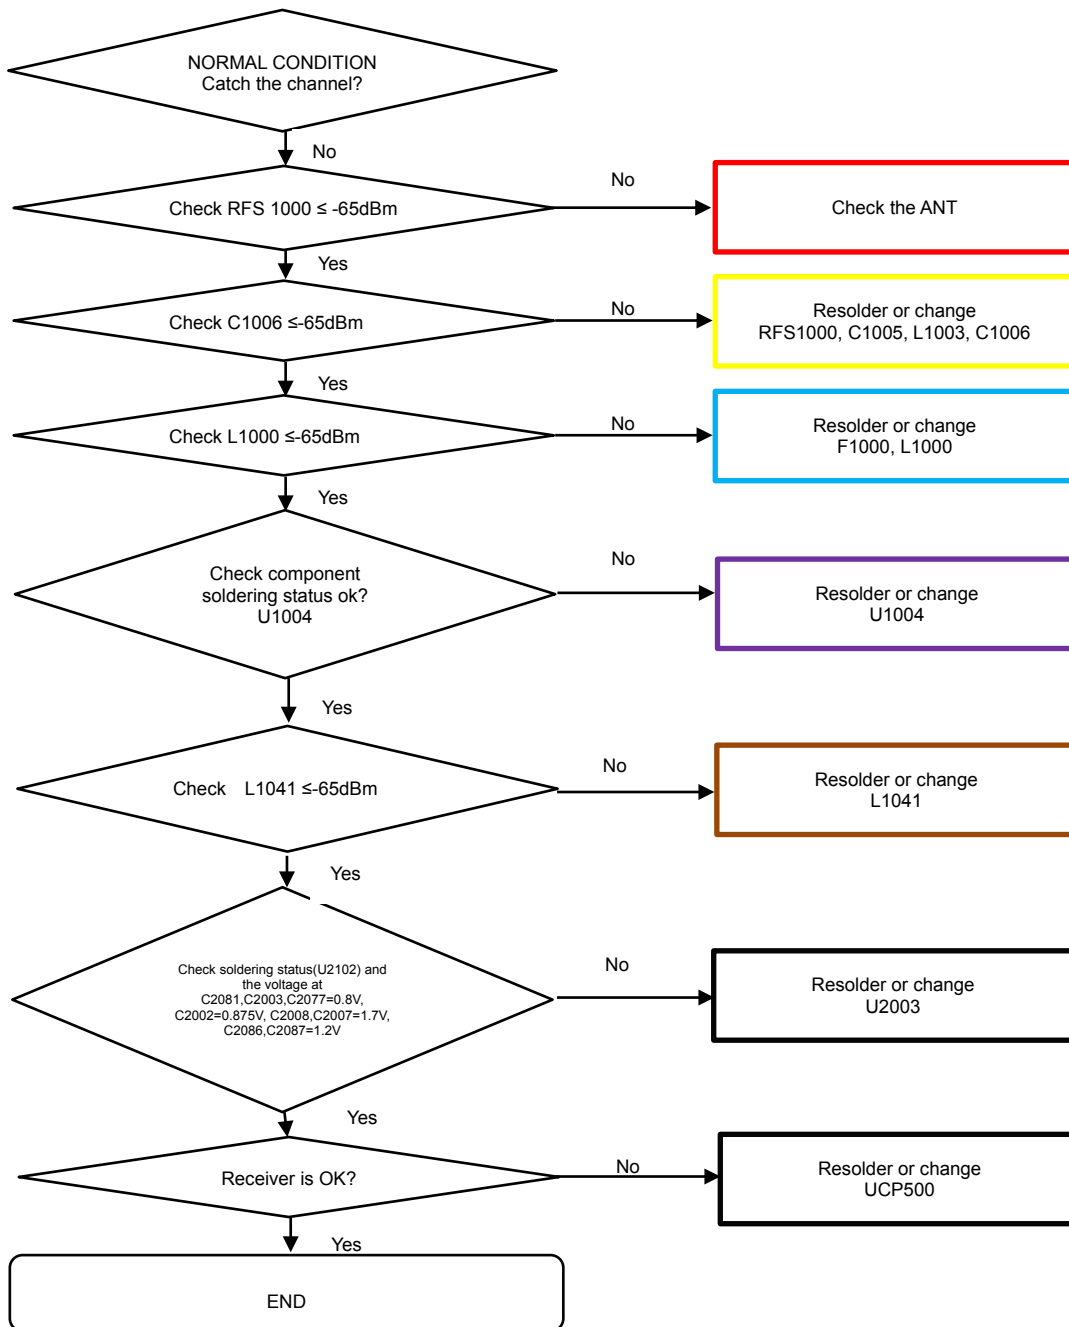 NORMAL CONDITION
Catch the channel?
No
Check RFS 1000 ≤ -65dBm
No
Check the ANT
Yes
Check C1006 ≤-65dBm
No
Resolder or change
RFS1000, C1005, L1003, C1006
Yes
Check L1000 ≤-65dBm
No
Resolder or change
F1000, L1000
Yes
Check component
soldering status ok?
U1004
No
Resolder or change
U1004
Yes
Check L1041 ≤-65dBm
No
Resolder or change
L1041
Yes
Check soldering status(U2102) and
the voltage at
C2081,C2003,C2077=0.8V,
C2002=0.875V, C2008,C2007=1.7V,
C2086,C2087=1.2V
No
Resolder or change
U2003
Yes
Receiver is OK?
No
Resolder or change
UCP500
Yes
END